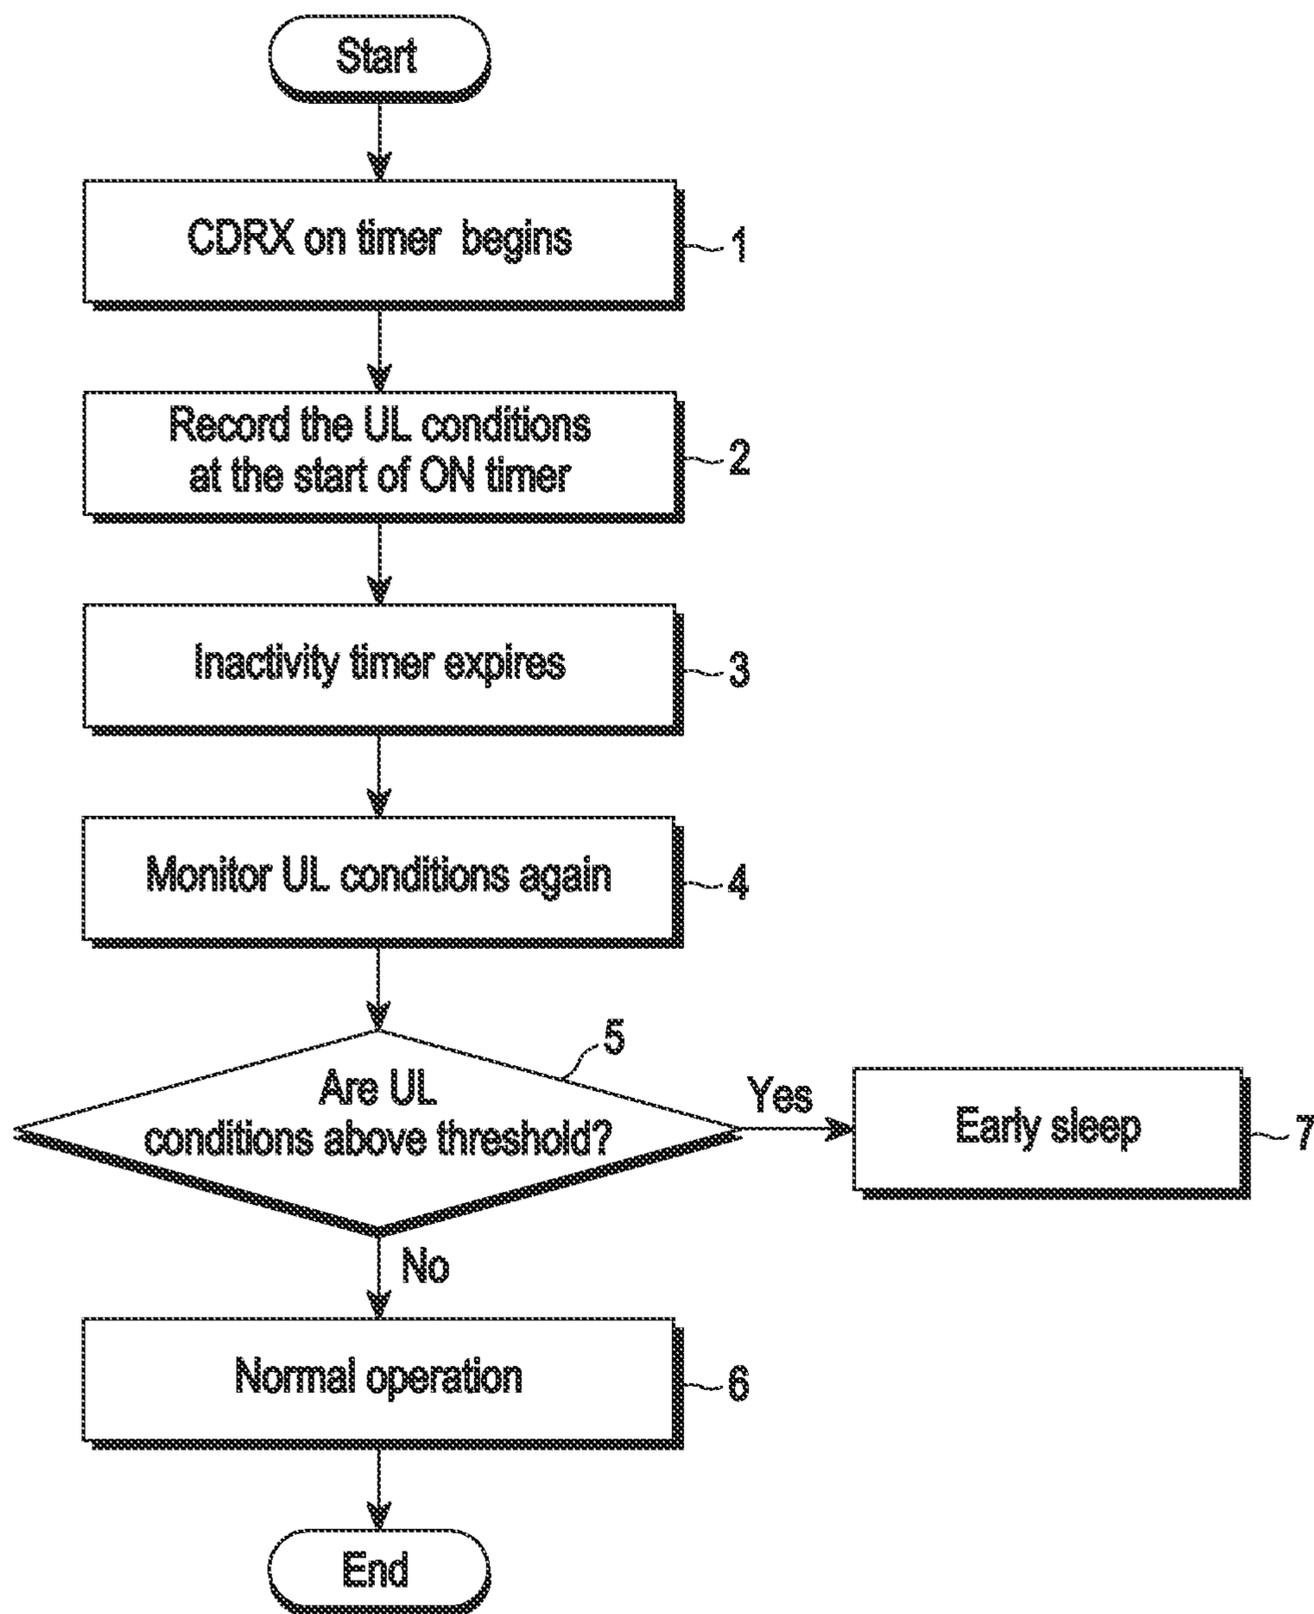 Start
CDRX on timer begins
1
Record the UL conditions
at the start of ON timer
2
Inactivity timer expires
3
Monitor UL conditions again
4
5
Are UL
conditions above threshold?
Yes
Early sleep
7
No
Normal operation
6
End